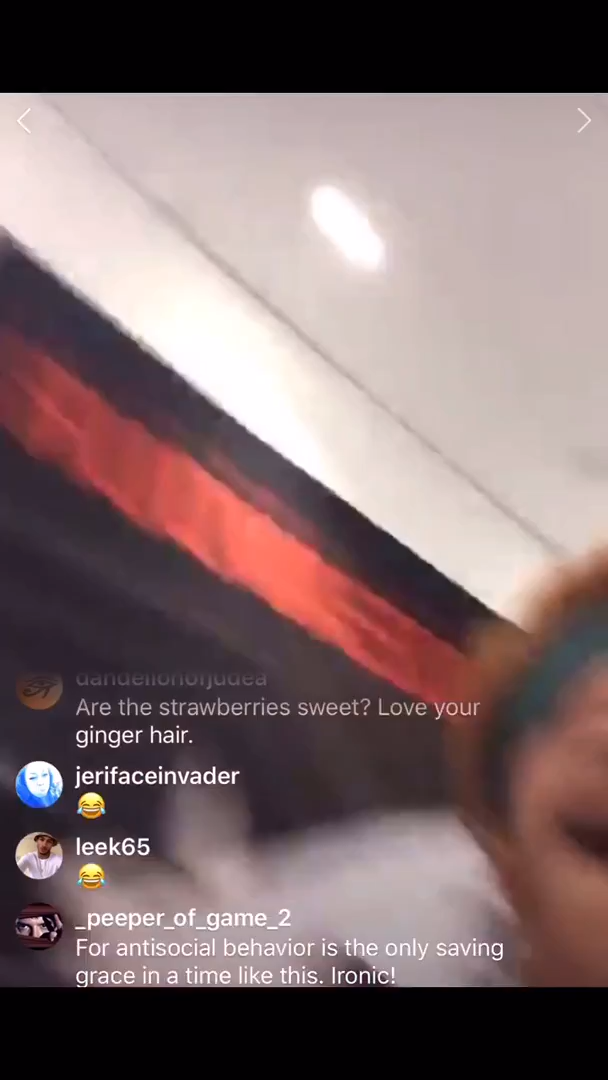 dandelionofjudea
Are the strawberries sweet? Love your
ginger hair.
jerifaceinvader
😂
leek65
😂
_peeper_of_game_2
For antisocial behavior is the only saving
grace in a time like this. Ironic!